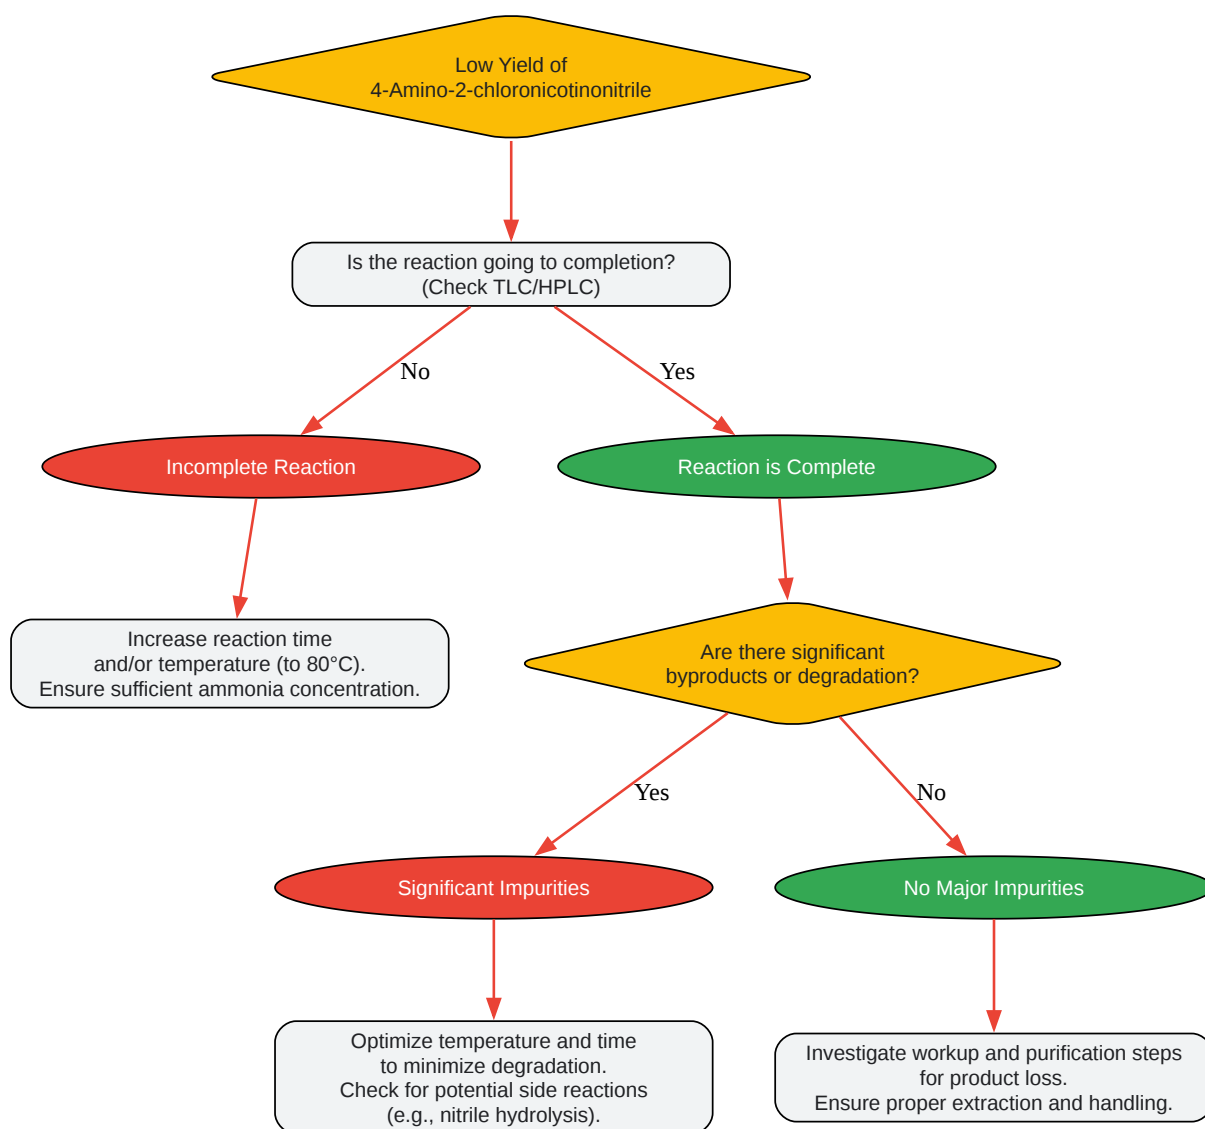 Low Yield of
4-Amino-2-chloronicotinonitrile
Is the reaction going to completion?
(Check TLC/HPLC)
No
Yes
Incomplete Reaction
Reaction is Complete
Increase reaction time
and/or temperature (to 80°C).
Ensure sufficient ammonia concentration.
Are there significant
byproducts or degradation?
Yes
No
Significant Impurities
No Major Impurities
Optimize temperature and time
to minimize degradation.
Check for potential side reactions
(e.g., nitrile hydrolysis).
Investigate workup and purification steps
for product loss.
Ensure proper extraction and handling.